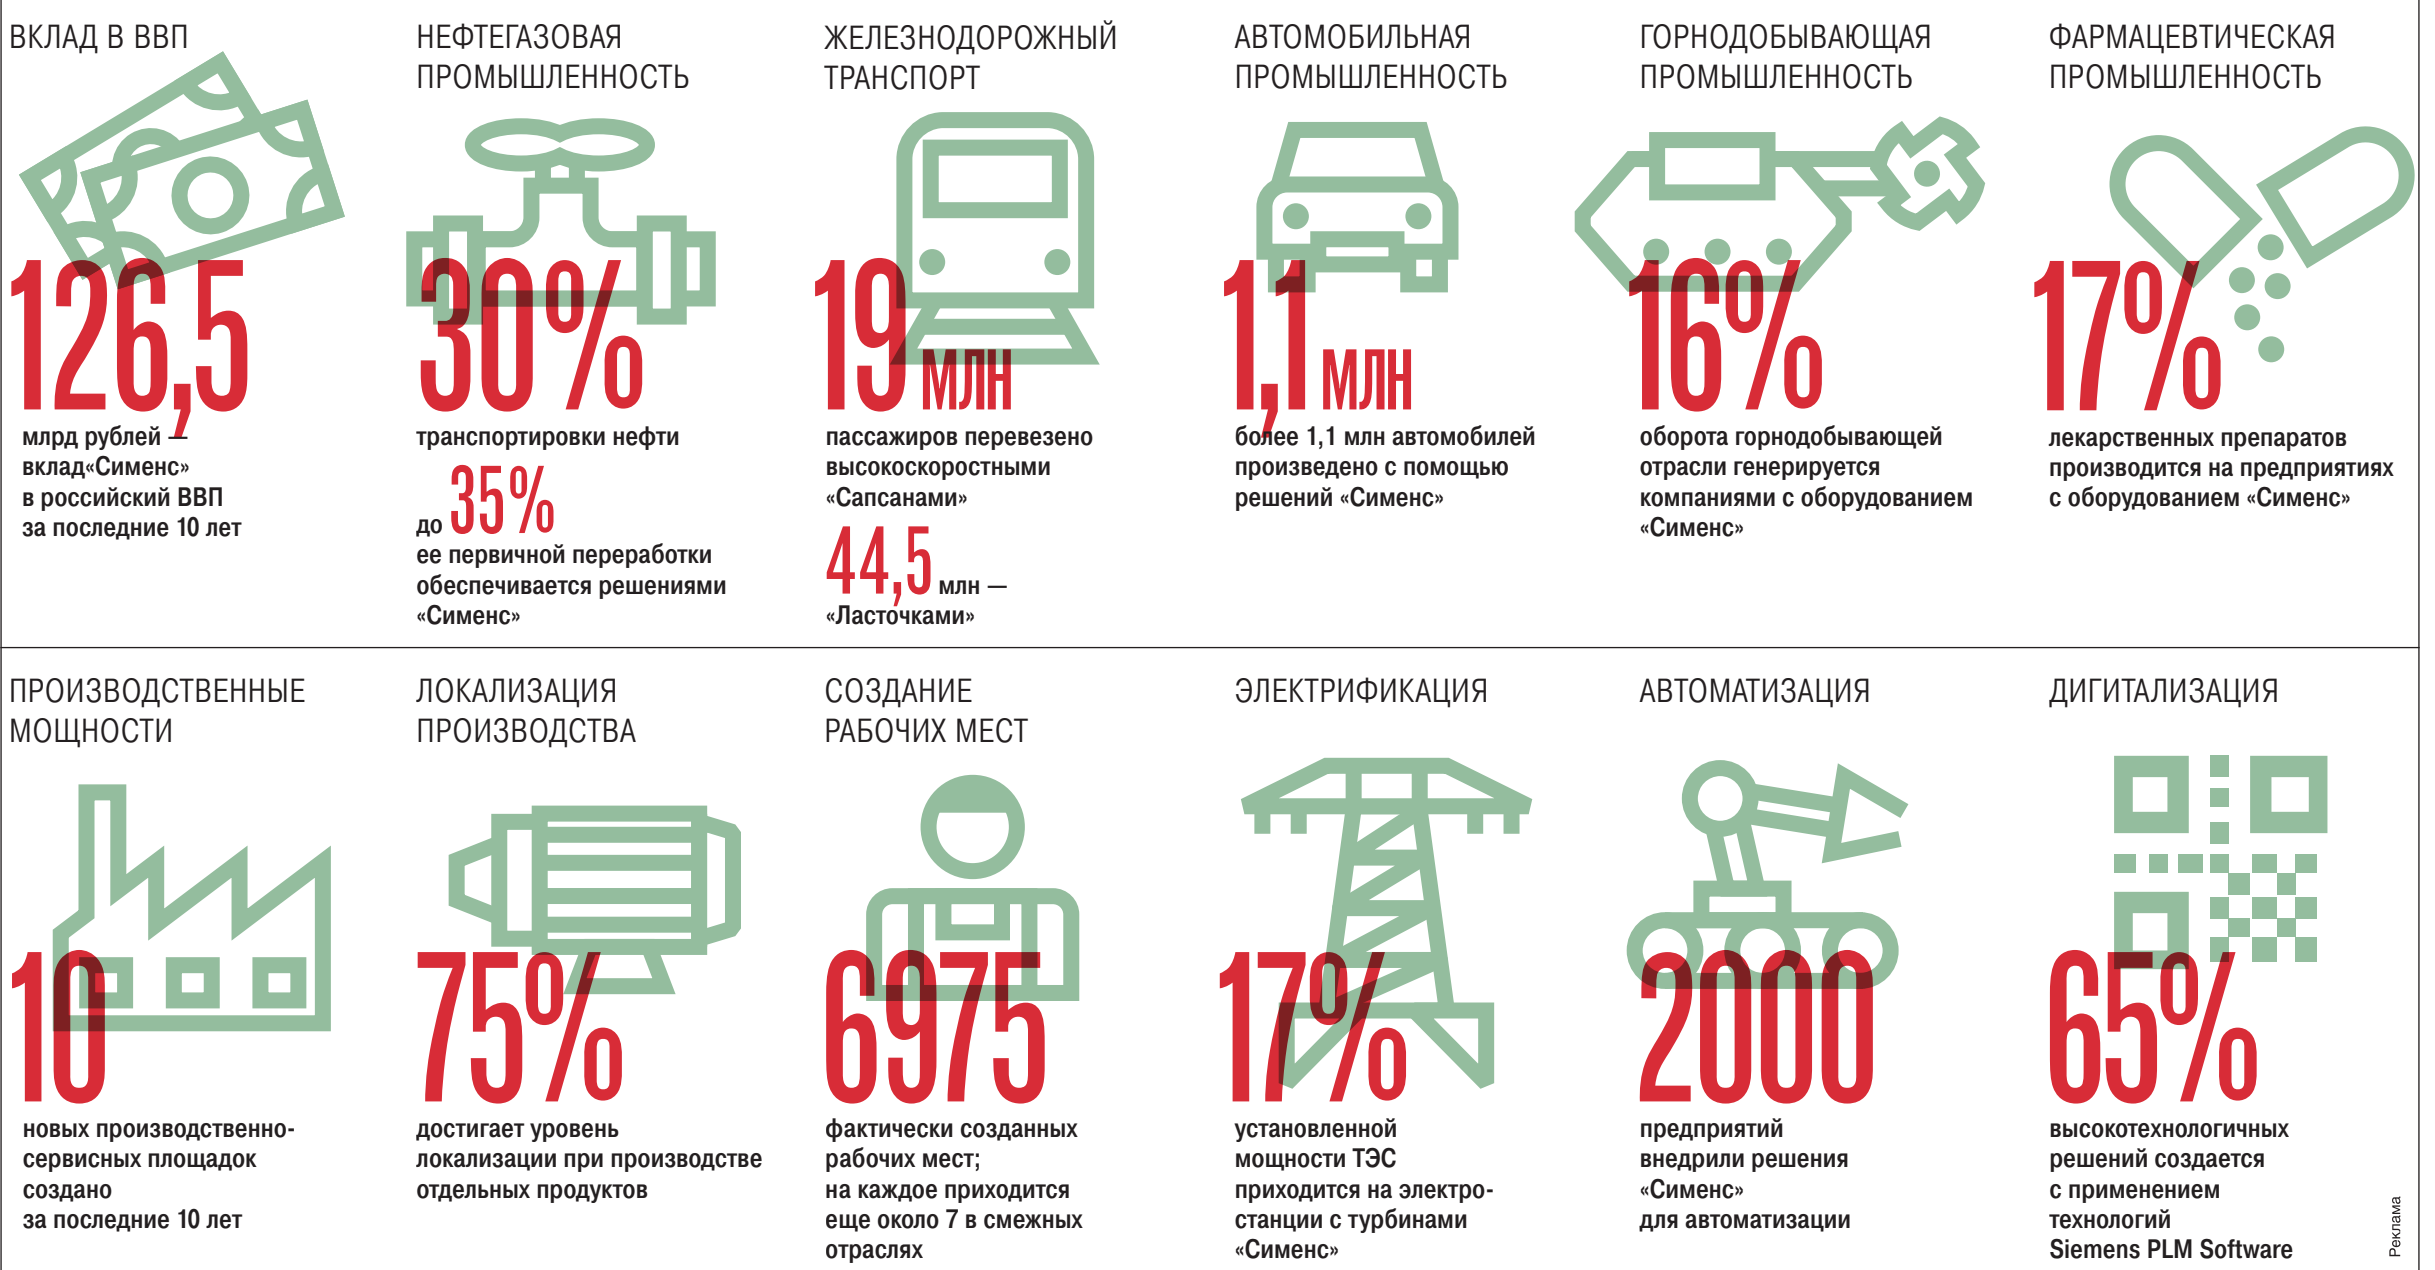 ВКЛАД В ВВП
126,5
млрд рублей —
вклад«Сименс»
в российский ВВП
за последние 10 лет
НЕФТЕГАЗОВАЯ
ПРОМЫШЛЕННОСТЬ
30%
транспортировки нефти
до 35%
ее первичной переработки
обеспечивается решениями
«Сименс»
ЖЕЛЕЗНОДОРОЖНЫЙ
ТРАНСПОРТ
19 МЛН
пассажиров перевезено
высокоскоростными
«Сапсанами»
44,5 млн —
«Ласточками»
АВТОМОБИЛЬНАЯ
ПРОМЫШЛЕННОСТЬ
1,1 МЛН
более 1,1 млн автомобилей
произведено с помощью
решений «Сименс»
ГОРНОДОБЫВАЮЩАЯ
ПРОМЫШЛЕННОСТЬ
16%
оборота горнодобывающей
отрасли генерируется
компаниями с оборудованием
«Сименс»
ФАРМАЦЕВТИЧЕСКАЯ
ПРОМЫШЛЕННОСТЬ
17%
лекарственных препаратов
производится на предприятиях
с оборудованием «Сименс»
ПРОИЗВОДСТВЕННЫЕ
МОЩНОСТИ
10
новых производственно-
сервисных площадок
создано
за последние 10 лет
ЛОКАЛИЗАЦИЯ
ПРОИЗВОДСТВА
75%
достигает уровень
локализации при производстве
отдельных продуктов
СОЗДАНИЕ
РАБОЧИХ МЕСТ
6975
фактически созданных
рабочих мест;
на каждое приходится
еще около 7 в смежных
отраслях
ЭЛЕКТРИФИКАЦИЯ
17%
установленной
мощности ТЭС
приходится на электро-
станции с турбинами
«Сименс»
АВТОМАТИЗАЦИЯ
2000
предприятий
внедрили решения
«Сименс»
для автоматизации
ДИГИТАЛИЗАЦИЯ
65%
высокотехнологичных
решений создается
с применением
технологий
Siemens PLM Software
Реклама